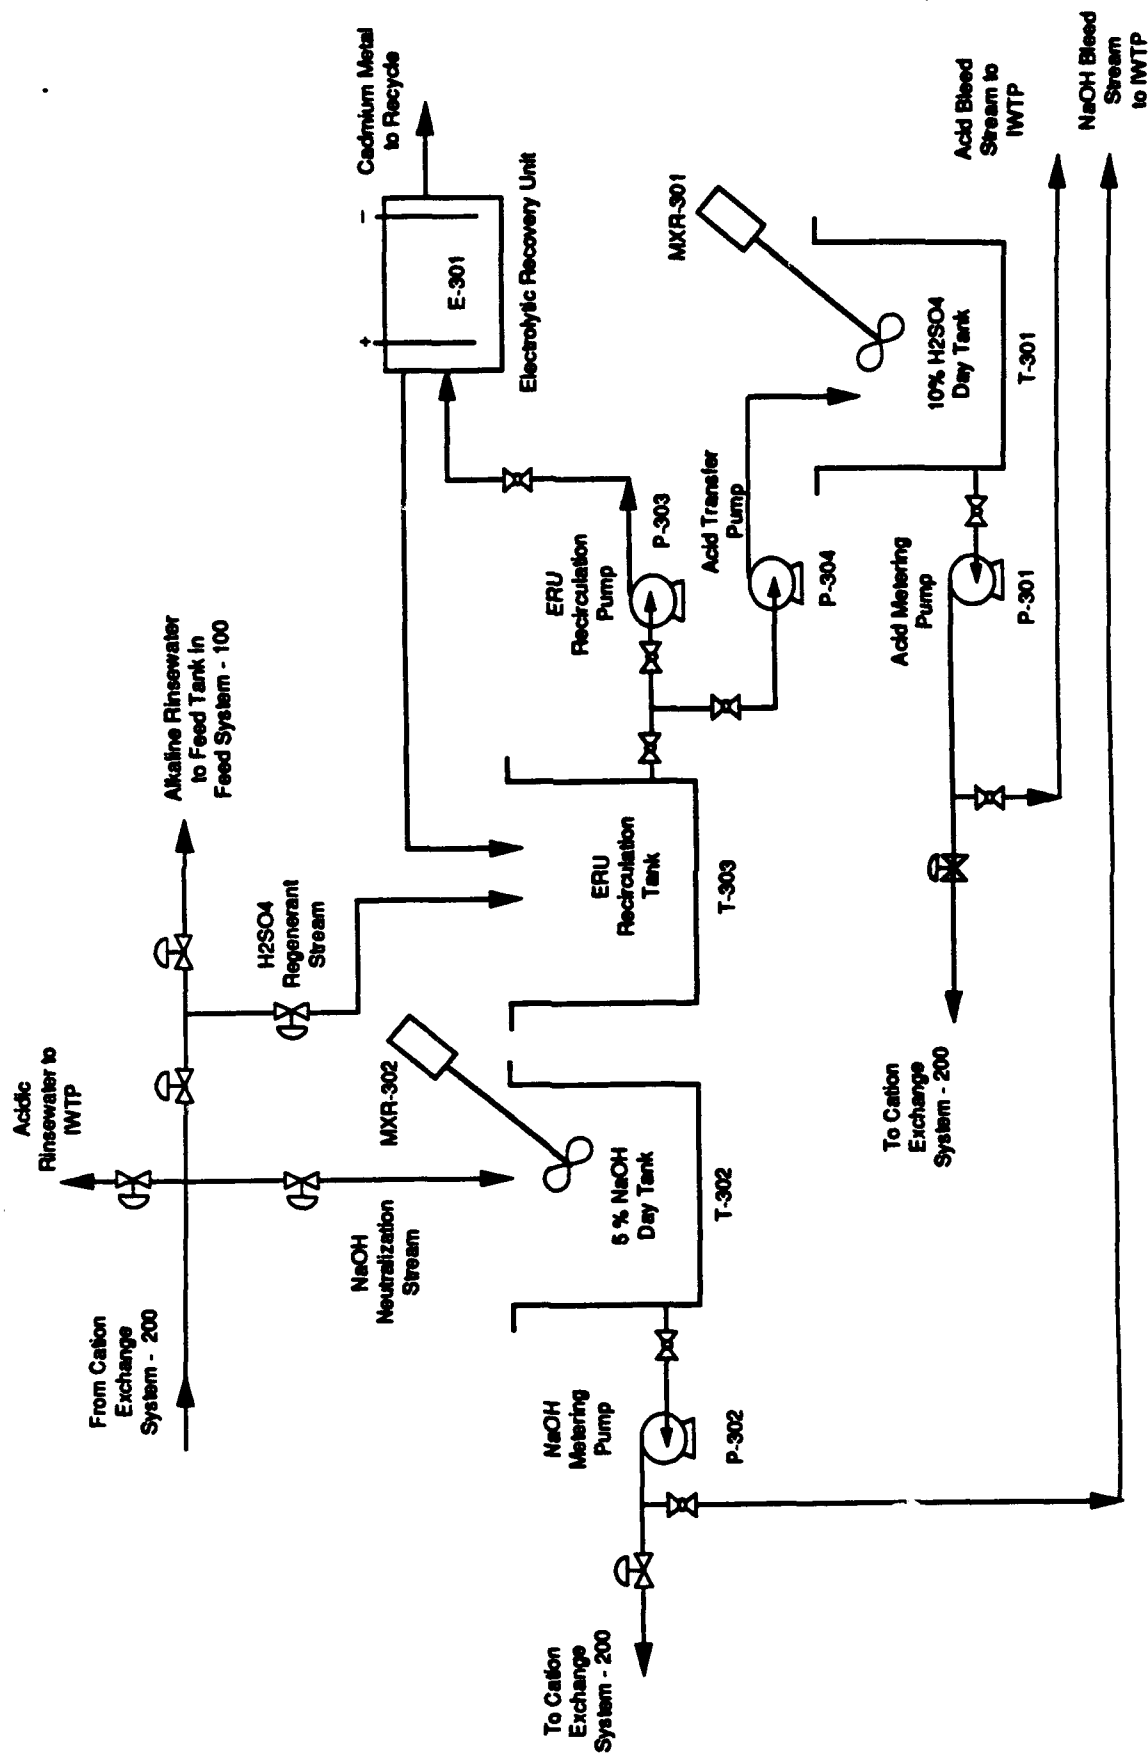 From Cation
Exchange
System - 200
Acidic
Rinsewater to
IWTP
Alkaline Rinsewater
to Feed Tank in
Feed System - 100
NaOH
Neutralization
Stream
H2SO4
Regenerant
Stream
MXR-302
Cadmium Metal
to Recycle
+
–
E-301
Electrolytic Recovery Unit
To Cation
Exchange
System - 200
NaOH
Metering
Pump
P-302
5 % NaOH
Day Tank
T-302
ERU
Recirculation
Tank
T-303
ERU
Recirculation
Pump
P-303
Acid Transfer
Pump
P-304
MXR-301
10% H2SO4
Day Tank
T-301
Acid Metering
Pump
P-301
To Cation
Exchange
System - 200
Acid Bleed
Stream to
IWTP
NaOH Bleed
Stream
to IWTP